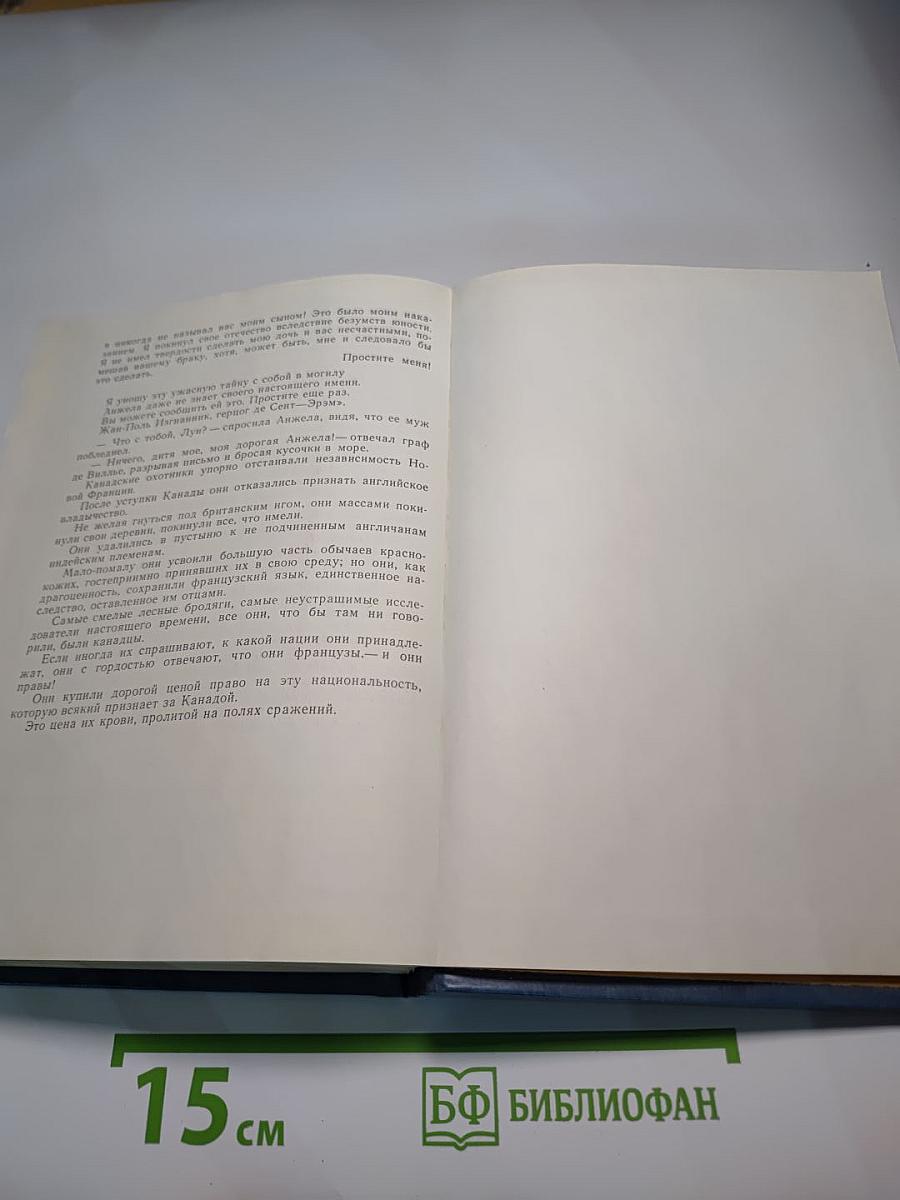 я никогда не называл вас моим сыном! Это было моим нака-
занием. Я покинул свое отечество вследствие безумств юности.
Я не имел твердости сделать мою дочь и вас несчастными, по-
мешав вашему браку, хотя, может быть, мне и следовало бы
это сделать.
Простите меня!
Я уношу эту ужасную тайну с собой в могилу
Анжела даже не знает своего настоящего имени.
Вы можете сообщить ей это. Простите еще раз.
Жан-Поль Изгнанник, герцог де Сент—Эрэм».
— Что с тобой, Луи? — спросила Анжела, видя, что ее муж
побледнел.
— Ничего, дитя мое, моя дорогая Анжела!— отвечал граф
де Виллье, разрывая письмо и бросая кусочки в море.
Канадские охотники упорно отстаивали независимость Но-
вой Франции.
После уступки Канады они отказались признать английское
владычество.
Не желая гнуться под британским игом, они массами поки-
нули свои деревни, покинули все, что имели.
Они удалились в пустыню к не подчиненным англичанам
индейским племенам.
Мало-помалу они усвоили большую часть обычаев красно-
кожих, гостеприимно принявших их в свою среду; но они, как
драгоценность, сохранили французский язык, единственное на-
следство, оставленное им отцами.
Самые смелые лесные бродяги, самые неустрашимые иссле-
дователи настоящего времени, все они, что бы там ни гово-
рили, были канадцы.
Если иногда их спрашивают, к какой нации они принадле-
жат, они с гордостью отвечают, что они французы,— и они
правы!
Они купили дорогой ценой право на эту национальность,
которую всякий признает за Канадой.
Это цена их крови, пролитой на полях сражений.
15 см
БФ БИБЛИОФАН